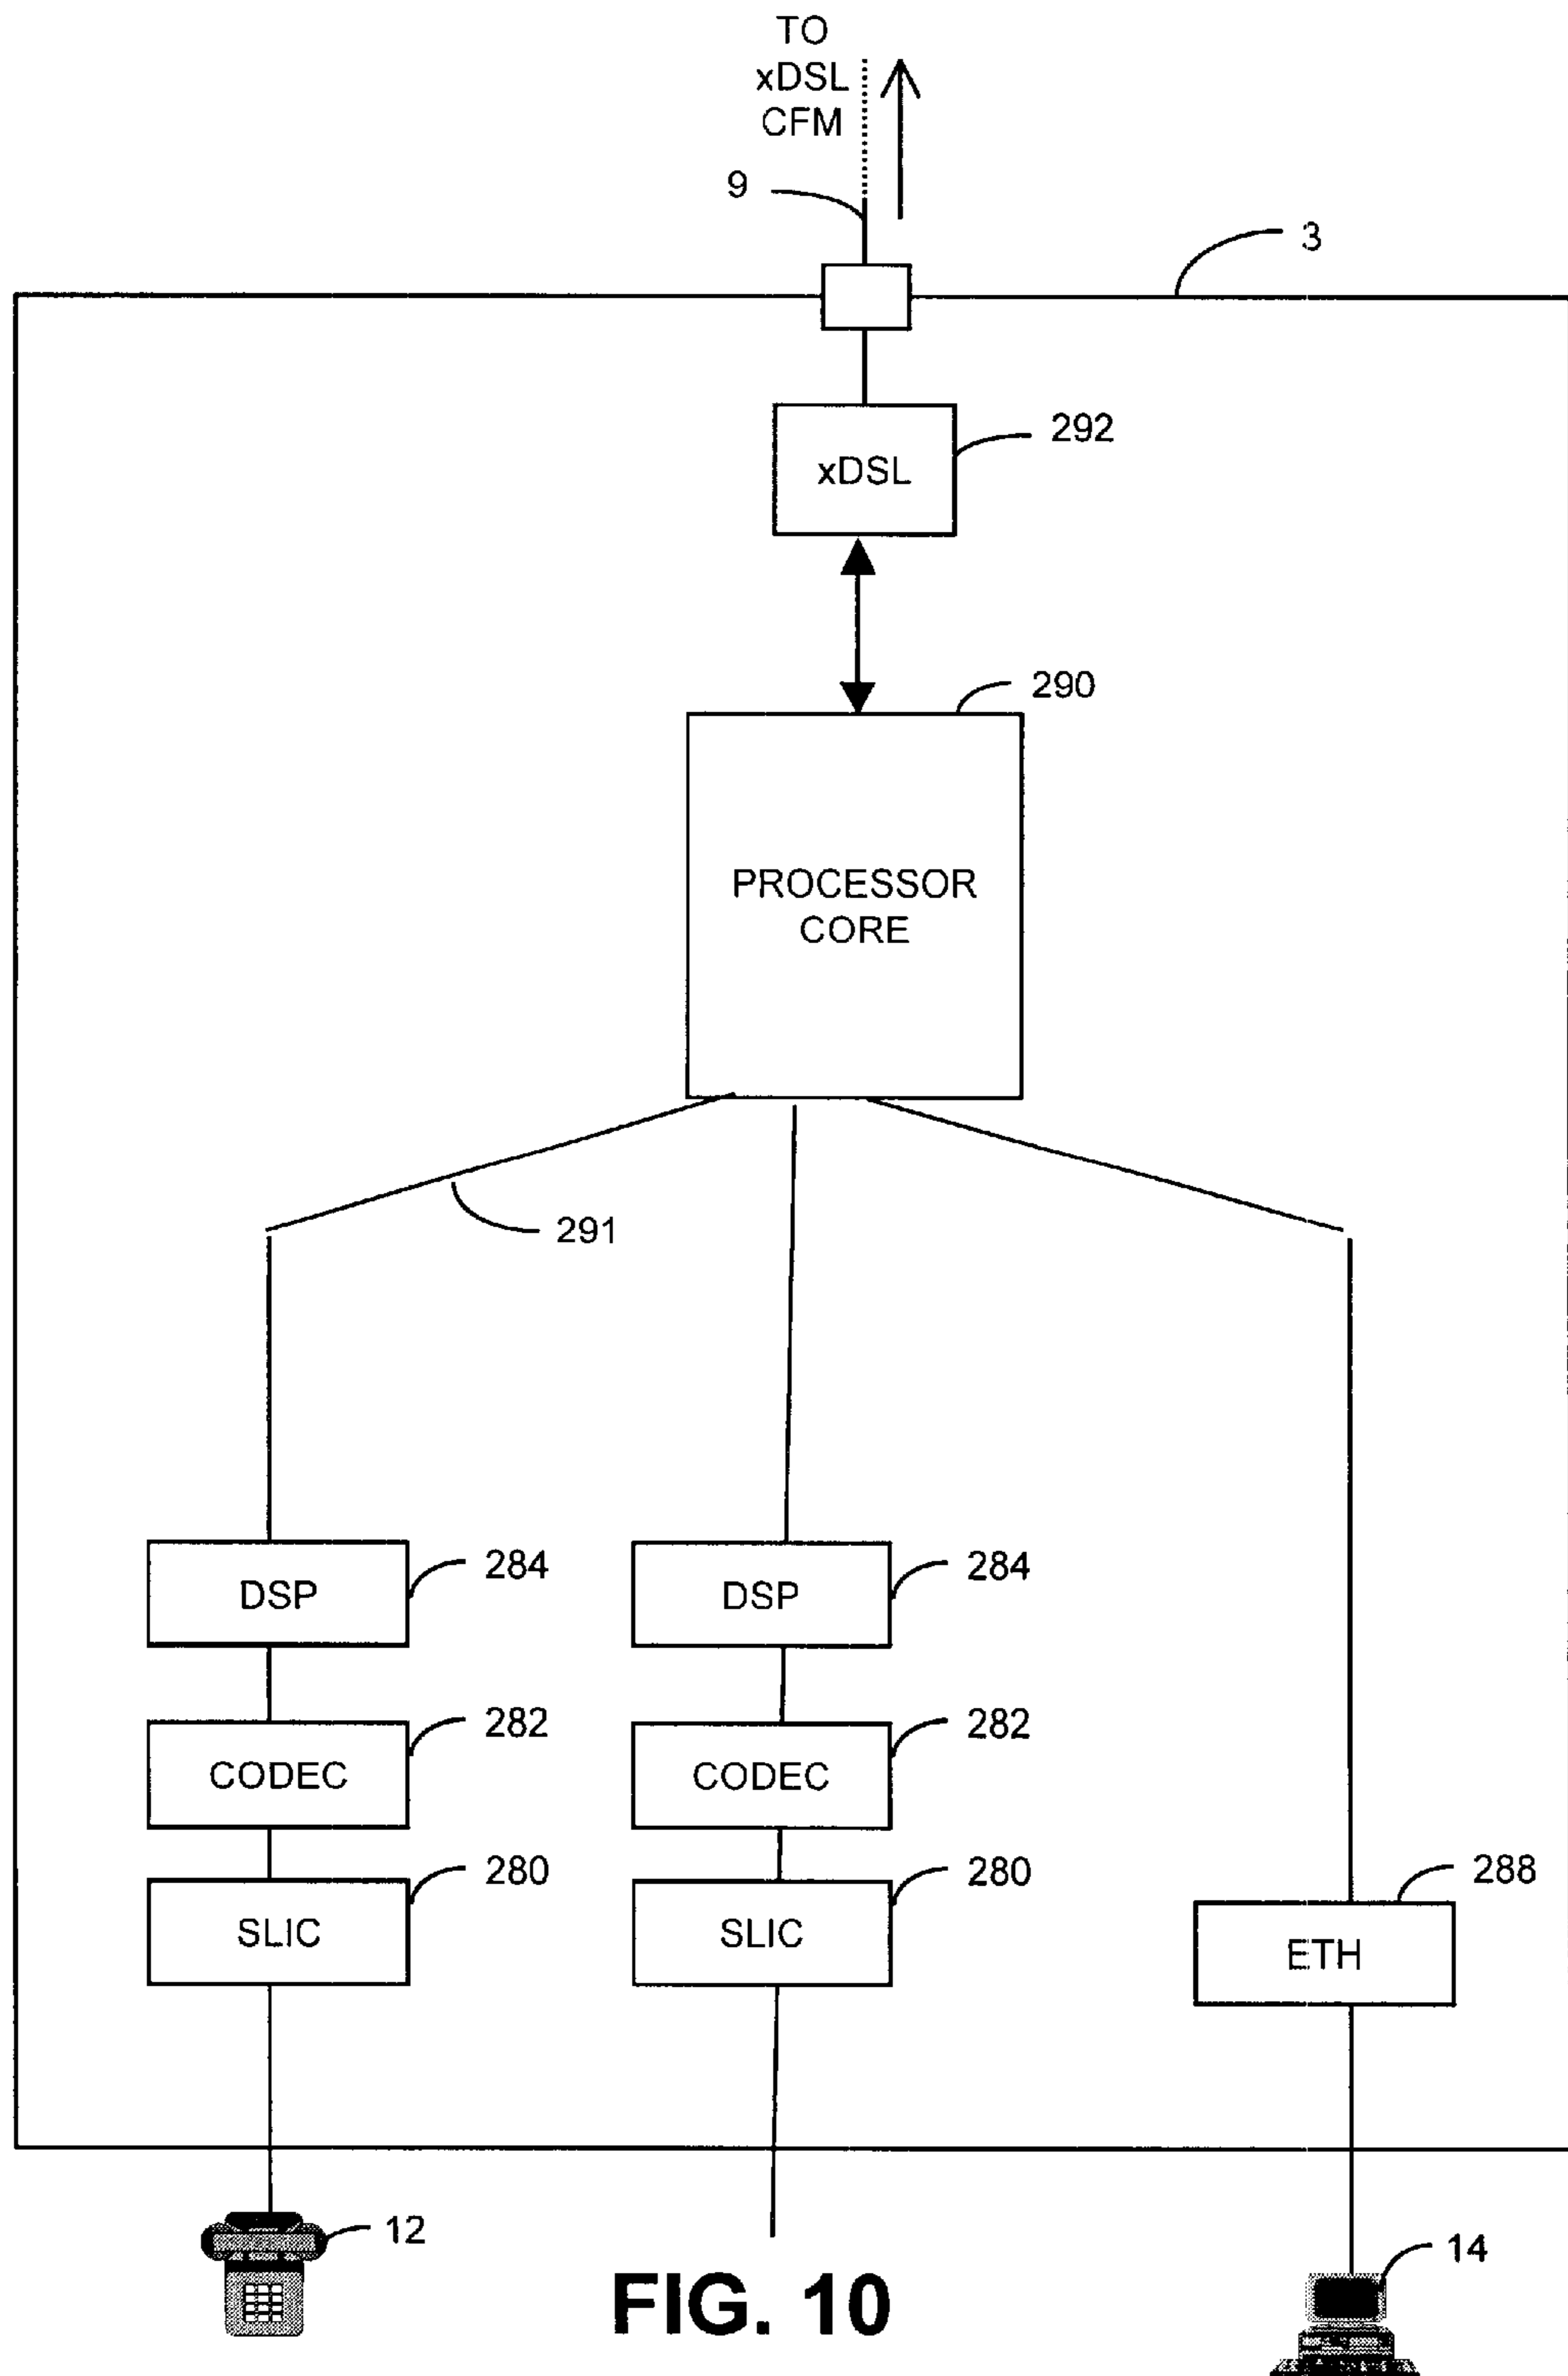 TO
xDSL
CFM
9
3
292
xDSL
290
PROCESSOR
CORE
291
DSP
284
DSP
284
CODEC
282
CODEC
282
SLIC
280
SLIC
280
288
ETH
12
14
FIG. 10